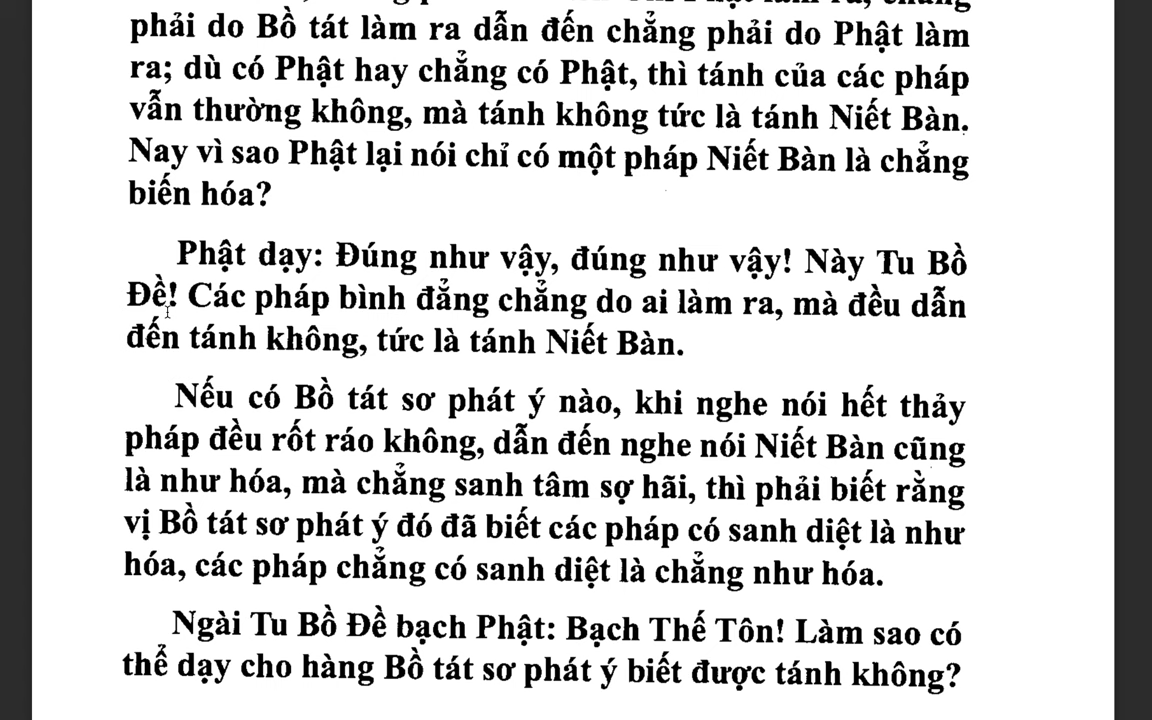 phải do Bồ tát làm ra dẫn đến chẳng phải do Phật làm
ra; dù có Phật hay chẳng có Phật, thì tánh của các pháp
vẫn thường không, mà tánh không tức là tánh Niết Bàn.
Nay vì sao Phật lại nói chỉ có một pháp Niết Bàn là chẳng
biến hóa?
Phật dạy: Đúng như vậy, đúng như vậy! Này Tu Bồ
Đề! Các pháp bình đẳng chẳng do ai làm ra, mà đều dẫn
đến tánh không, tức là tánh Niết Bàn.
Nếu có Bồ tát sơ phát ý nào, khi nghe nói hết thảy
pháp đều rốt ráo không, dẫn đến nghe nói Niết Bàn cũng
là như hóa, mà chẳng sanh tâm sợ hãi, thì phải biết rằng
vị Bồ tát sơ phát ý đó đã biết các pháp có sanh diệt là như
hóa, các pháp chẳng có sanh diệt là chẳng như hóa.
Ngài Tu Bồ Đề bạch Phật: Bạch Thế Tôn! Làm sao có
thể dạy cho hàng Bồ tát sơ phát ý biết được tánh không?